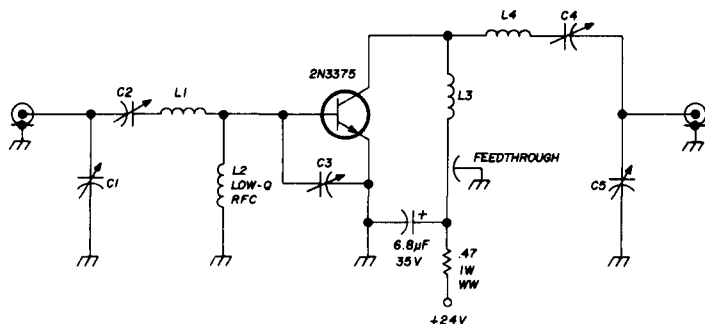 L4
C4
2N3375
C2
L1
L3
C3
FEEDTHROUGH
L2
LOW-Q
RFC
C1
C5
+
6.8µF
35V
.47
1W
WW
+24V